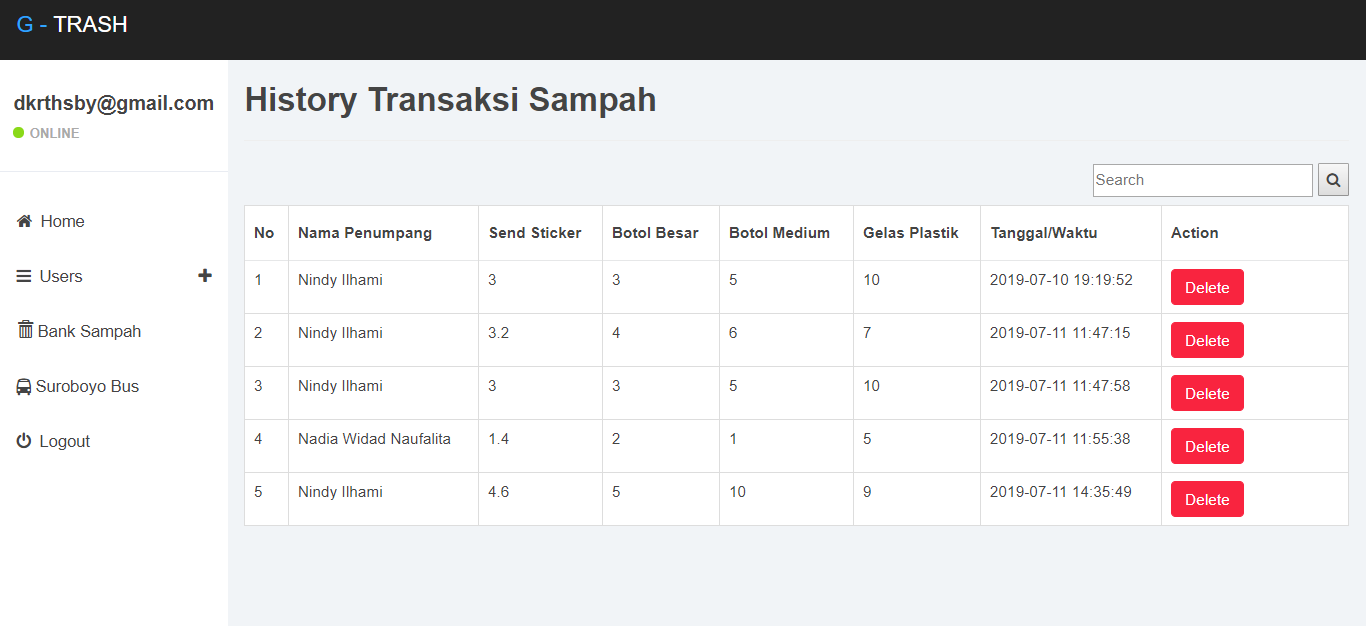 G - TRASH
dkrthsby@gmail.com
ONLINE
Home
Users
Bank Sampah
Suroboyo Bus
Logout
History Transaksi Sampah
Search
No Nama Penumpang Send Sticker Botol Besar Botol Medium Gelas Plastik Tanggal/Waktu Action
1 Nindy Ilhami 3 3 5 10 2019-07-10 19:19:52 Delete
2 Nindy Ilhami 3.2 4 6 7 2019-07-11 11:47:15 Delete
3 Nindy Ilhami 3 3 5 10 2019-07-11 11:47:58 Delete
4 Nadia Widad Naufalita 1.4 2 1 5 2019-07-11 11:55:38 Delete
5 Nindy Ilhami 4.6 5 10 9 2019-07-11 14:35:49 Delete